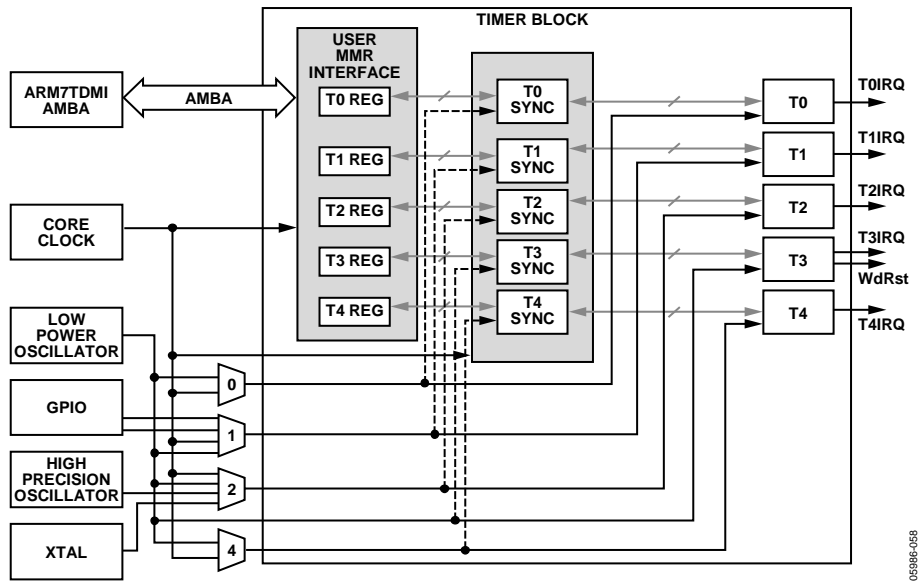 TIMER BLOCK
USER
MMR
INTERFACE
ARM7TDMI
AMBA
AMBA
T0 REG
T0
SYNC
T0
T0IRQ
T1 REG
T1
SYNC
T1
T1IRQ
CORE
CLOCK
T2 REG
T2
SYNC
T2
T2IRQ
T3 REG
T3
SYNC
T3
T3IRQ
WdRst
T4 REG
T4
SYNC
T4
T4IRQ
LOW
POWER
OSCILLATOR
0
GPIO
1
HIGH
PRECISION
OSCILLATOR
2
XTAL
4
05986-058